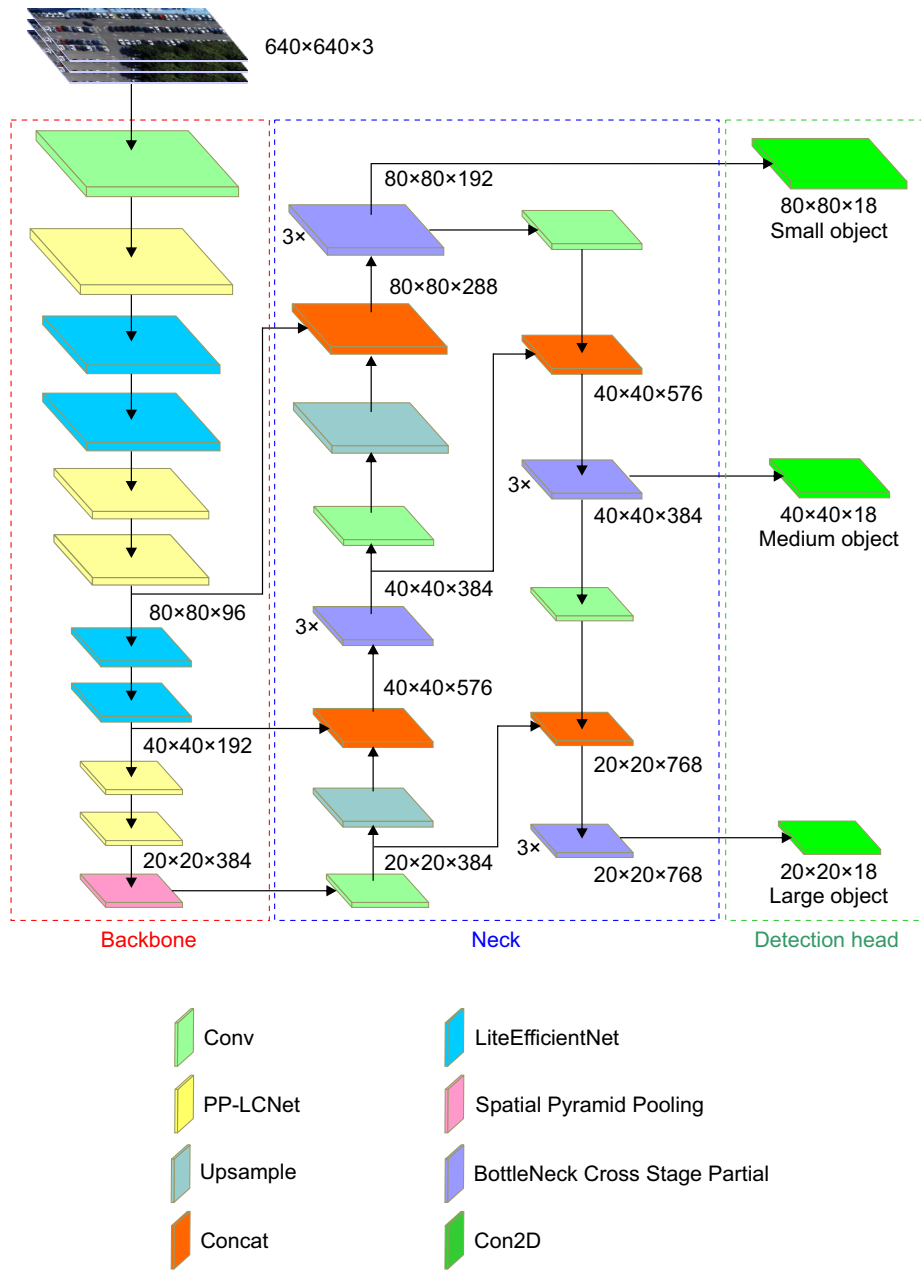 640×640×3
80×80×192
80×80×18
Small object
3×
80×80×288
40×40×576
3×
40×40×384
40×40×18
Medium object
80×80×96
40×40×384
3×
40×40×576
40×40×192
20×20×768
20×20×384
20×20×384
3×
20×20×768
20×20×18
Large object
Backbone
Neck
Detection head
Conv
LiteEfficientNet
PP-LCNet
Spatial Pyramid Pooling
Upsample
BottleNeck Cross Stage Partial
Concat
Con2D